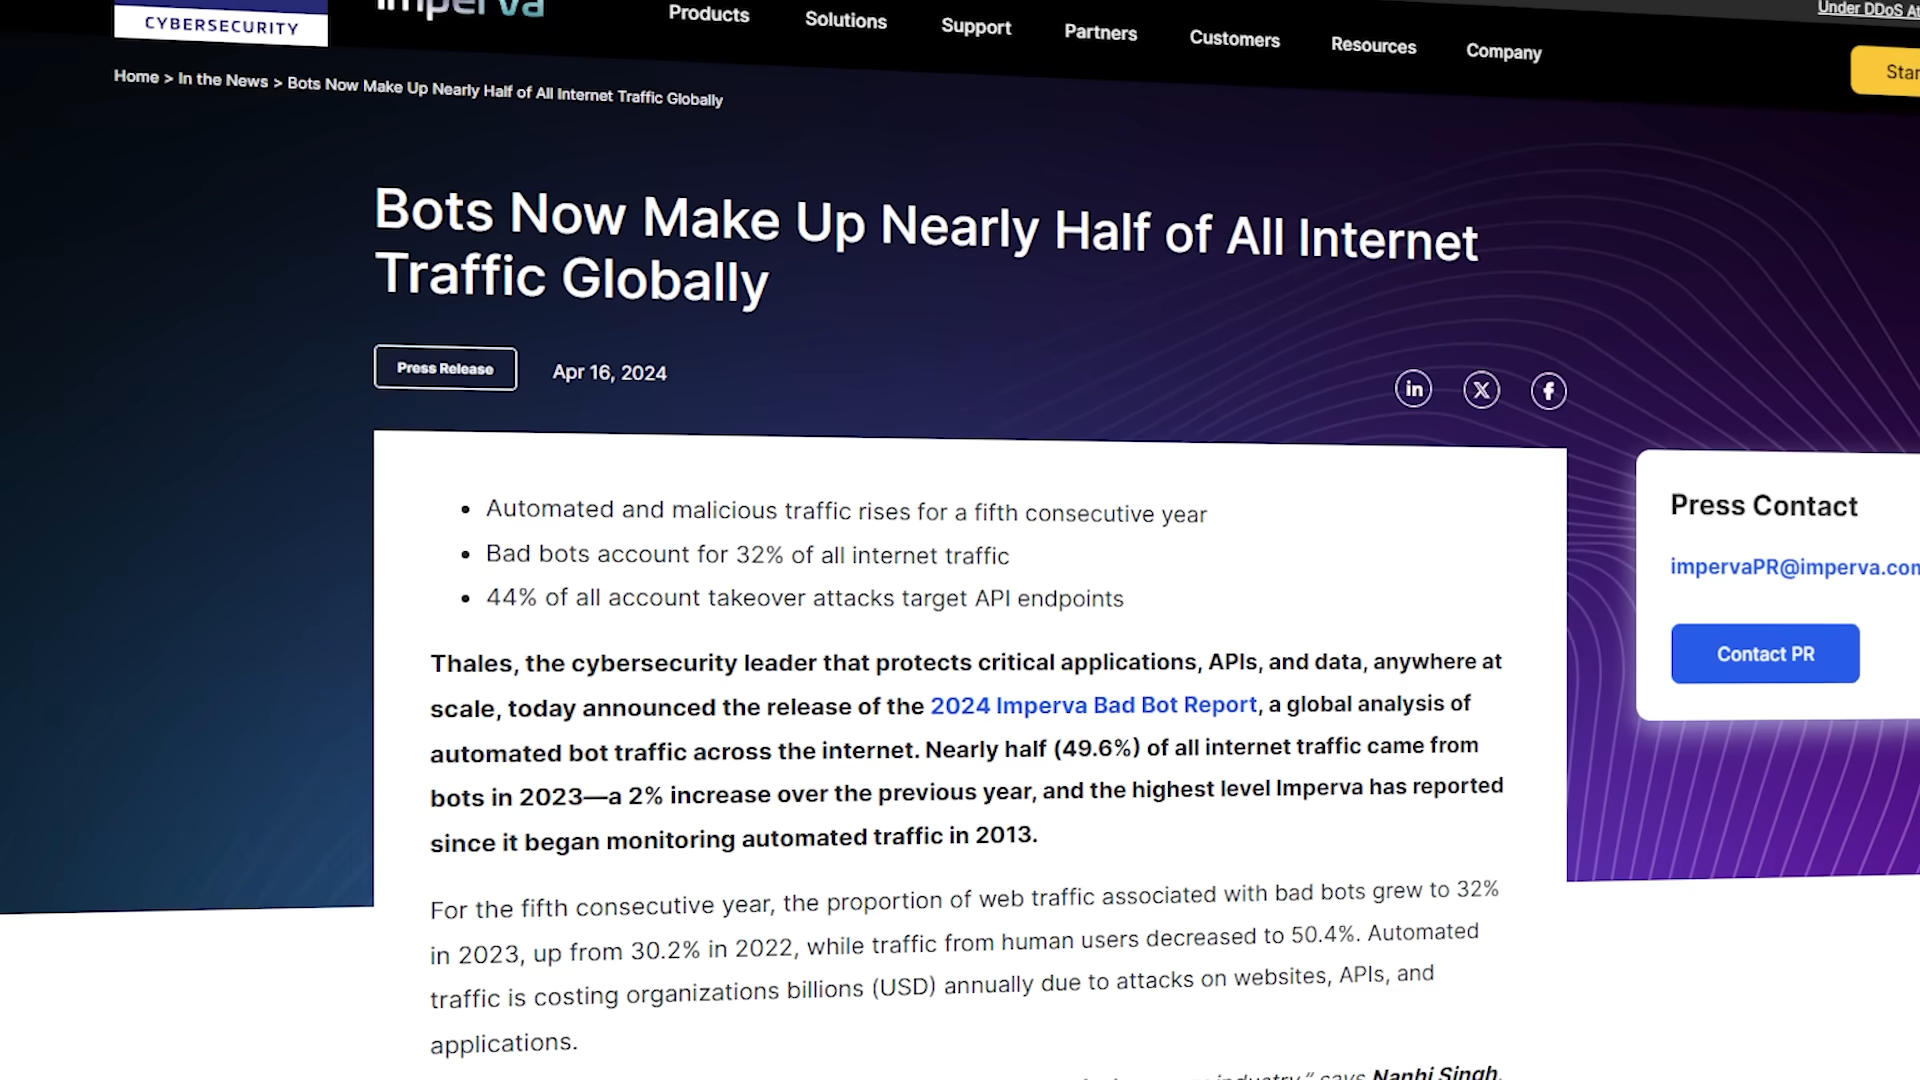 CYBERSECURITY
imperva
Products
Solutions
Support
Partners
Customers
Resources
Company
Under DDoS
Home > In the News > Bots Now Make Up Nearly Half of All Internet Traffic Globally
Bots Now Make Up Nearly Half of All Internet
Traffic Globally
Press Release
Apr 16, 2024
in
X
f
• Automated and malicious traffic rises for a fifth consecutive year
• Bad bots account for 32% of all internet traffic
• 44% of all account takeover attacks target API endpoints
Thales, the cybersecurity leader that protects critical applications, APIs, and data, anywhere at
scale, today announced the release of the 2024 Imperva Bad Bot Report, a global analysis of
automated bot traffic across the internet. Nearly half (49.6%) of all internet traffic came from
bots in 2023—a 2% increase over the previous year, and the highest level Imperva has reported
since it began monitoring automated traffic in 2013.
For the fifth consecutive year, the proportion of web traffic associated with bad bots grew to 32%
in 2023, up from 30.2% in 2022, while traffic from human users decreased to 50.4%. Automated
traffic is costing organizations billions (USD) annually due to attacks on websites, APIs, and
applications.
industry,” says Nanhi Singh,
Press Contact
impervaPR@imperva.com
Contact PR